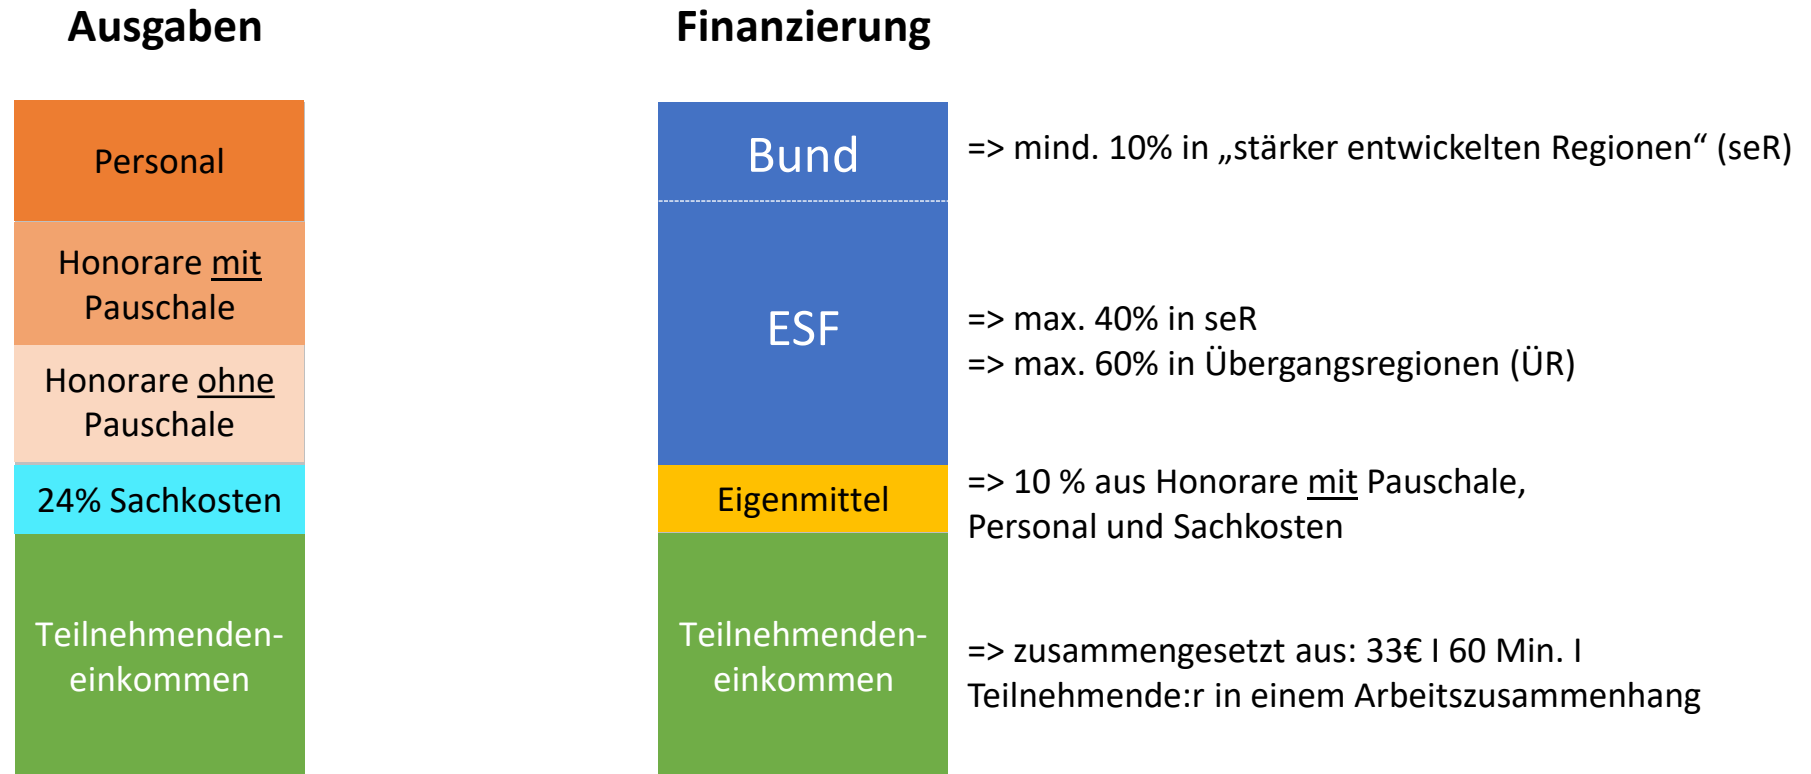 Ausgaben
Personal
Honorare mit
Pauschale
Honorare ohne
Pauschale
24% Sachkosten
Teilnehmenden-
einkommen
Finanzierung
Bund
=> mind. 10% in „stärker entwickelten Regionen“ (seR)
ESF
=> max. 40% in seR
=> max. 60% in Übergangsregionen (ÜR)
Eigenmittel
=> 10 % aus Honorare mit Pauschale,
Personal und Sachkosten
Teilnehmenden-
einkommen
=> zusammengesetzt aus: 33€ I 60 Min. I
Teilnehmende:r in einem Arbeitszusammenhang